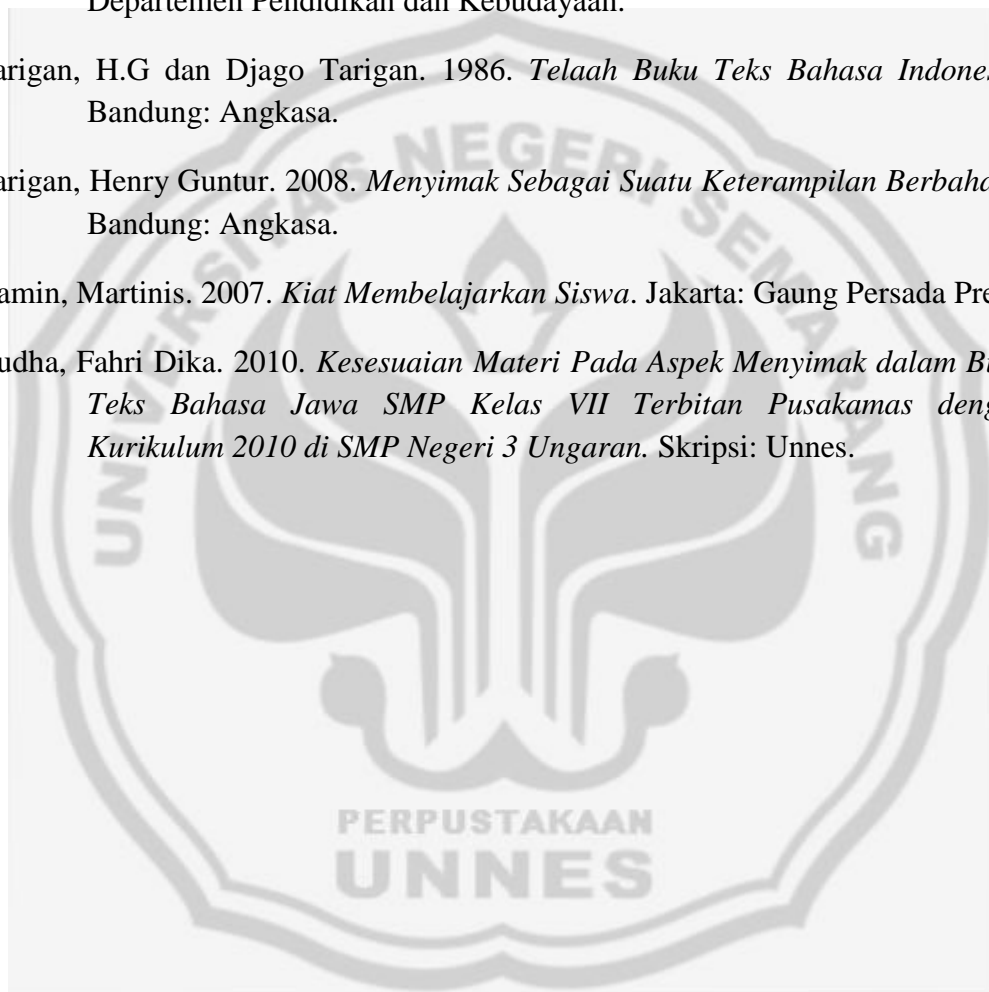 Departemen Pendidikan dan Kebudayaan.
arigan, H.G dan Djago Tarigan. 1986. Telaah Buku Teks Bahasa Indones
Bandung: Angkasa.
arigan, Henry Guntur. 2008. Menyimak Sebagai Suatu Keterampilan Berbaha
Bandung: Angkasa.
amin, Martinis. 2007. Kiat Membelajarkan Siswa. Jakarta: Gaung Persada Pre
udha, Fahri Dika. 2010. Kesesuaian Materi Pada Aspek Menyimak dalam Bu
Teks Bahasa Jawa SMP Kelas VII Terbitan Pusakamas deng
Kurikulum 2010 di SMP Negeri 3 Ungaran. Skripsi: Unnes.
UNIVERSITAS NEGERI SEMARANG
PERPUSTAKAAN
UNNES